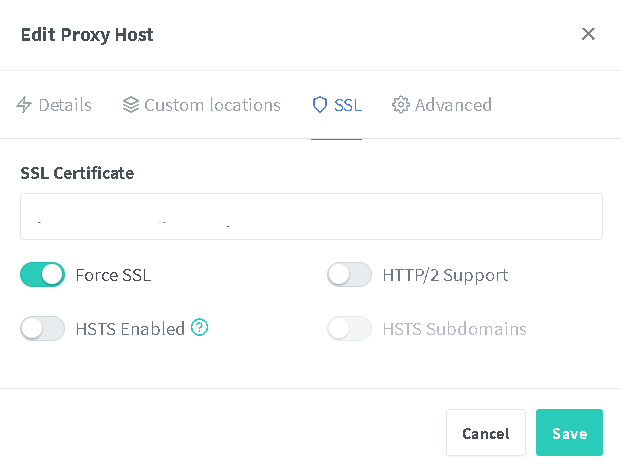 Edit Proxy Host
Details Custom locations SSL Advanced
SSL Certificate
Force SSL HTTP/2 Support
HSTS Enabled ? HSTS Subdomains
Cancel Save